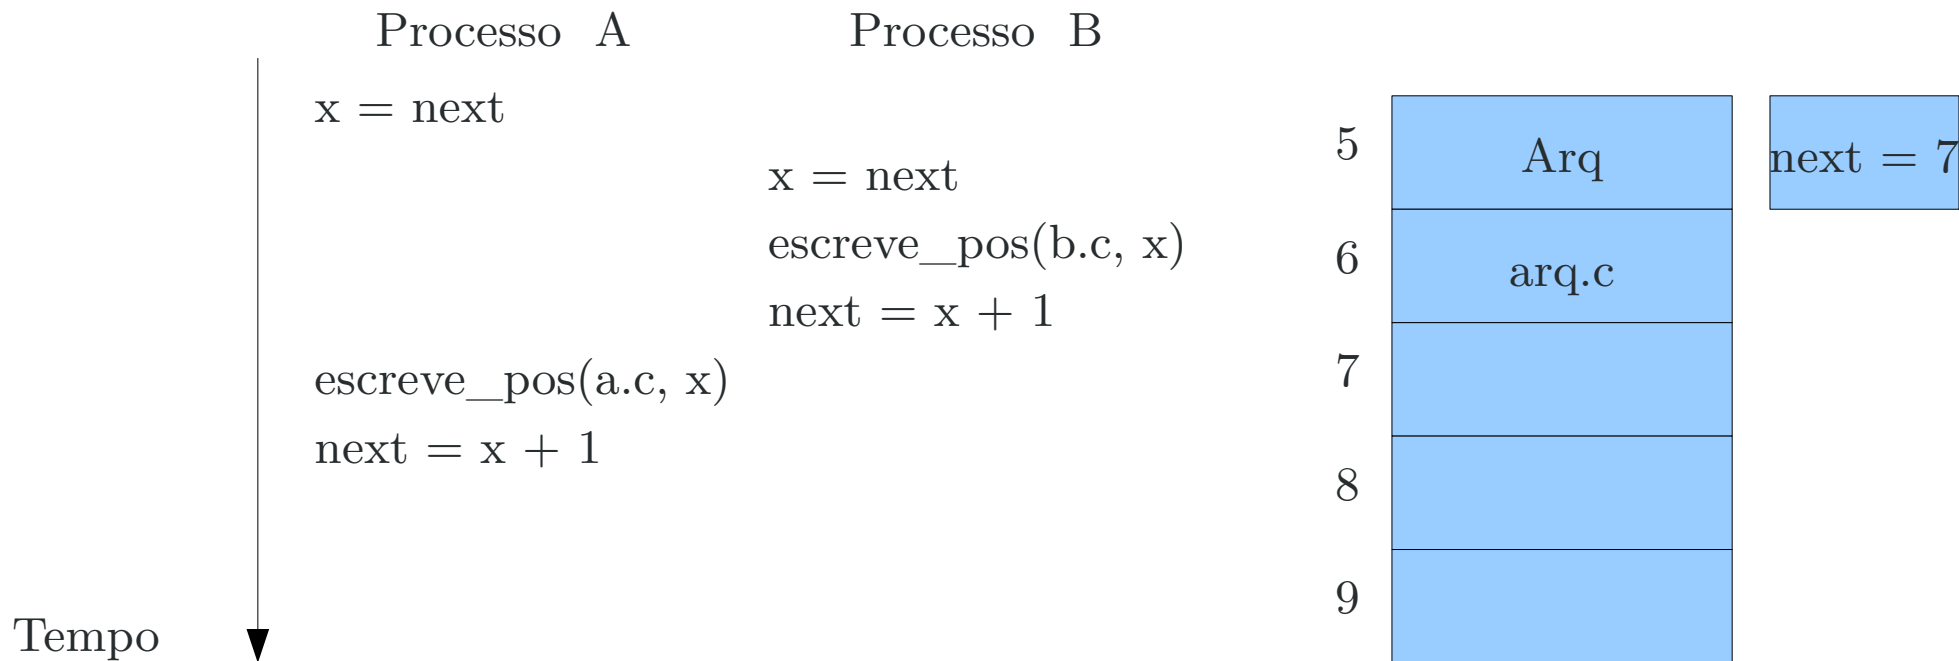 Processo A
Processo B
x = next
x = next
escreve_pos(b.c, x)
next = x + 1
escreve_pos(a.c, x)
next = x + 1
Tempo
5
Arq
next = 7
6
arq.c
7
8
9